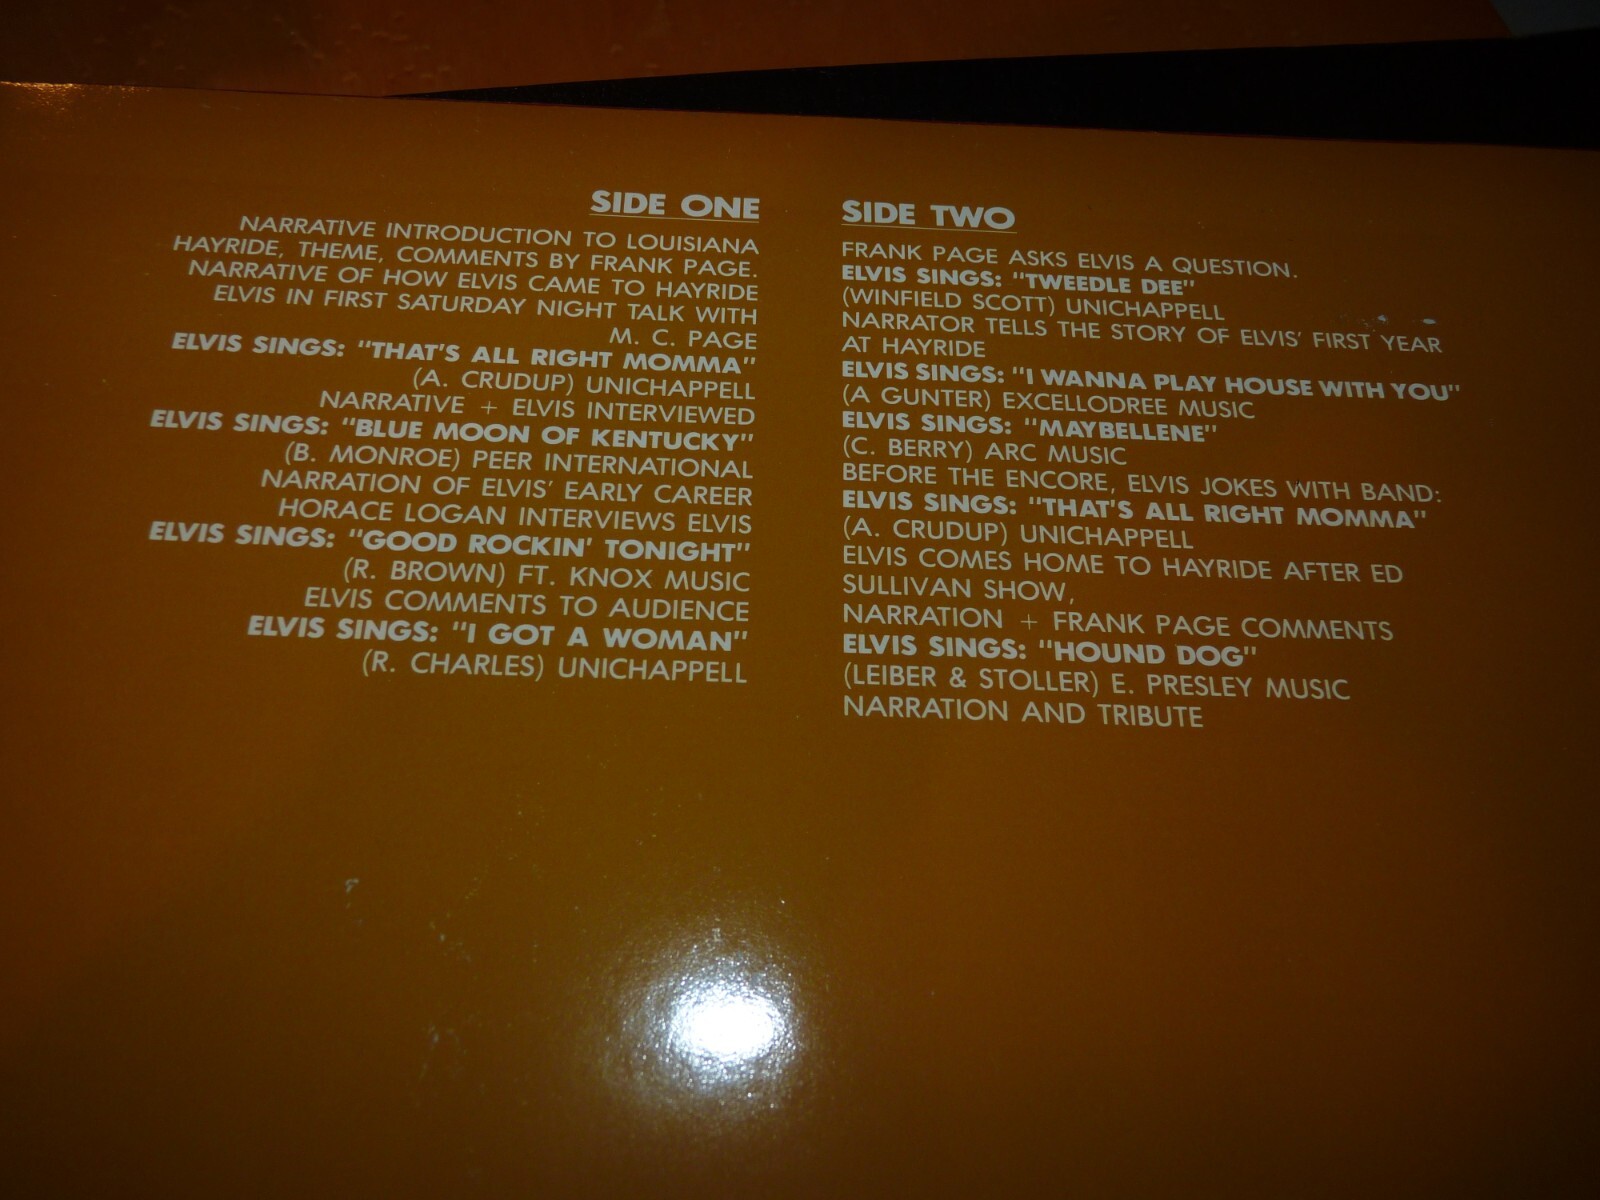 SIDE ONE
NARRATIVE INTRODUCTION TO LOUISIANA
HAYRIDE, THEME, COMMENTS BY FRANK PAGE.
NARRATIVE OF HOW ELVIS CAME TO HAYRIDE
ELVIS IN FIRST SATURDAY NIGHT TALK WITH
M. C. PAGE
ELVIS SINGS: "THAT'S ALL RIGHT MOMMA"
(A. CRUDUP) UNICHAPPELL
NARRATIVE + ELVIS INTERVIEWED
ELVIS SINGS: "BLUE MOON OF KENTUCKY"
(B. MONROE) PEER INTERNATIONAL
NARRATION OF ELVIS' EARLY CAREER
HORACE LOGAN INTERVIEWS ELVIS
ELVIS SINGS: "GOOD ROCKIN' TONIGHT"
(R. BROWN) FT. KNOX MUSIC
ELVIS COMMENTS TO AUDIENCE
ELVIS SINGS: "I GOT A WOMAN"
(R. CHARLES) UNICHAPPELL
SIDE TWO
FRANK PAGE ASKS ELVIS A QUESTION.
ELVIS SINGS: "TWEEDLE DEE"
(WINFIELD SCOTT) UNICHAPPELL
NARRATOR TELLS THE STORY OF ELVIS' FIRST YEAR
AT HAYRIDE
ELVIS SINGS: "I WANNA PLAY HOUSE WITH YOU"
(A GUNTER) EXCELLODREE MUSIC
ELVIS SINGS: "MAYBELLENE"
(C. BERRY) ARC MUSIC
BEFORE THE ENCORE, ELVIS JOKES WITH BAND:
ELVIS SINGS: "THAT'S ALL RIGHT MOMMA"
(A. CRUDUP) UNICHAPPELL
ELVIS COMES HOME TO HAYRIDE AFTER ED
SULLIVAN SHOW,
NARRATION + FRANK PAGE COMMENTS
ELVIS SINGS: "HOUND DOG"
(LEIBER & STOLLER) E. PRESLEY MUSIC
NARRATION AND TRIBUTE